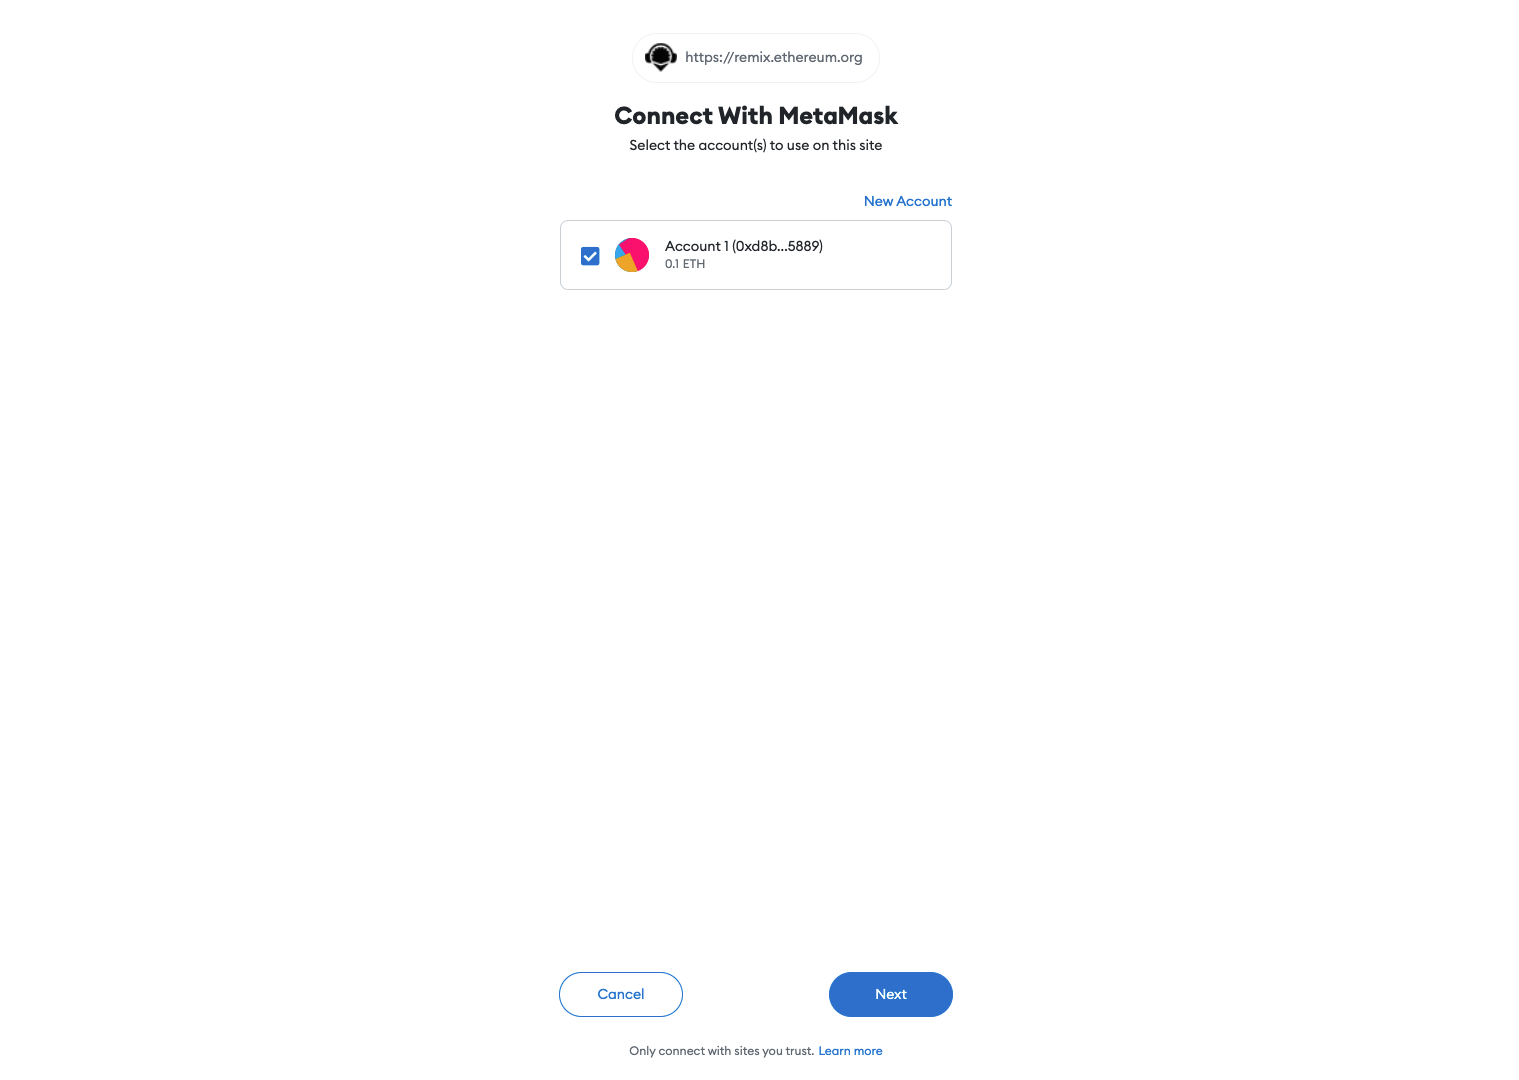 https://remix.ethereum.org
Connect With MetaMask
Select the account(s) to use on this site
New Account
Account 1 (0xd8b...5889)
0.1 ETH
Cancel
Next
Only connect with sites you trust. Learn more